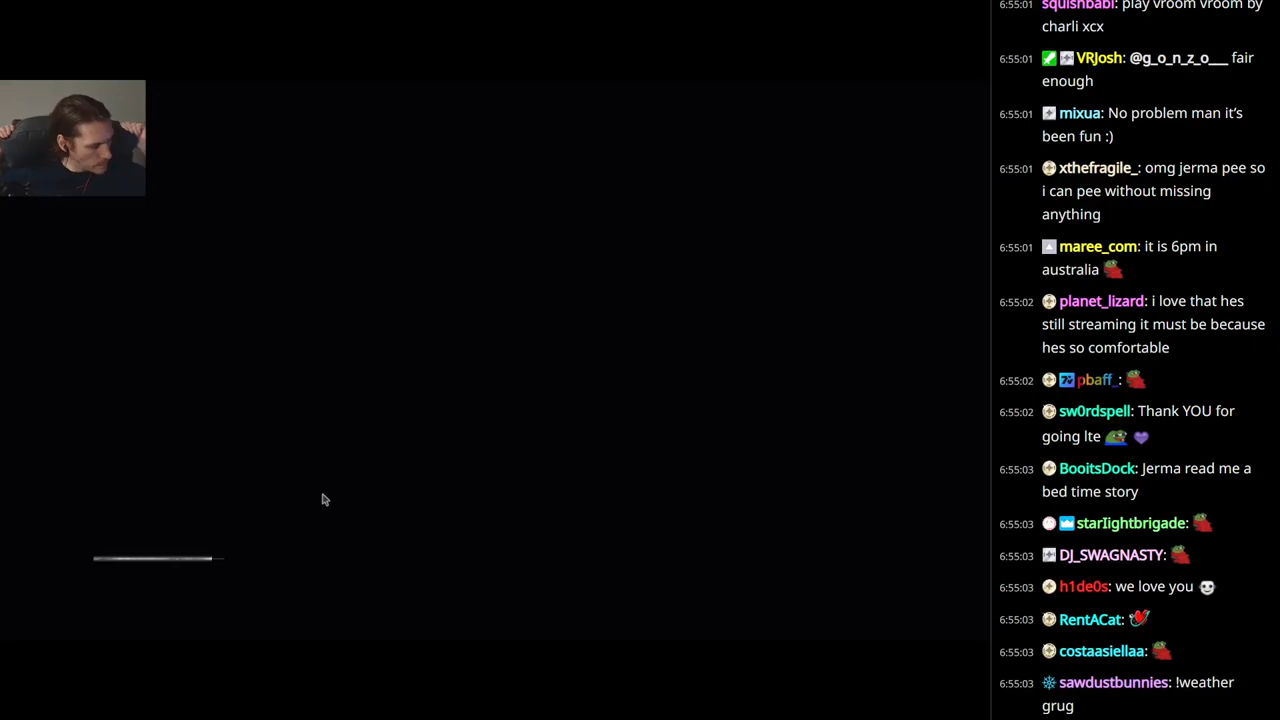 squishbabi: play vroom vroom by
charli xcx
6:55:01 VRJosh: @g_o_n_z_o___ fair
enough
6:55:01 mixua: No problem man it's
been fun :)
6:55:01 xthefragile_: omg jerma pee so
i can pee without missing
anything
6:55:01 maree_com: it is 6pm in
australia
6:55:02 planet_lizard: i love that hes
still streaming it must be because
hes so comfortable
6:55:02 pbaff_:
6:55:02 sw0rdspell: Thank YOU for
going lte
6:55:03 BooitsDock: Jerma read me a
bed time story
6:55:03 starlightbrigade:
6:55:03 DJ_SWAGNASTY:
6:55:03 h1de0s: we love you
6:55:03 RentACat:
6:55:03 costaasiellaa:
6:55:03 sawdustbunnies: !weather
grug